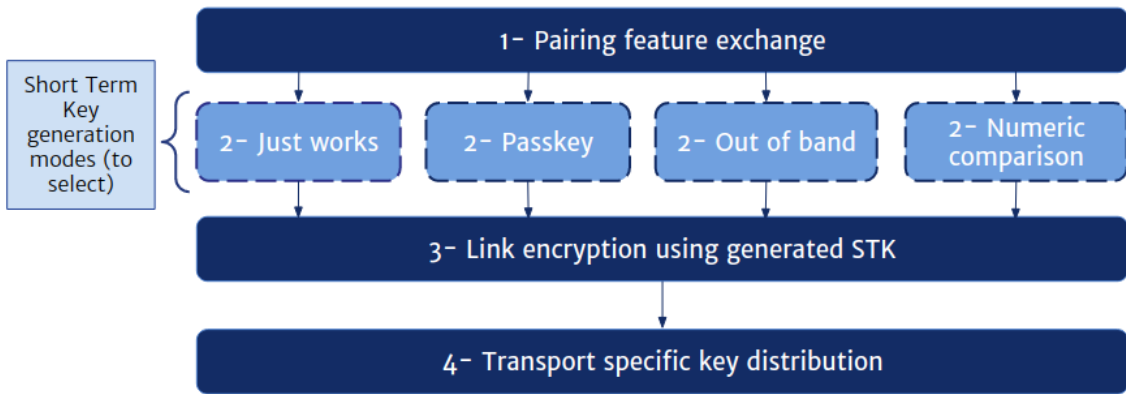 1- Pairing feature exchange
Short Term
Key
generation
modes (to
select)
2- Just works
2- Passkey
2- Out of band
2- Numeric
comparison
3- Link encryption using generated STK
4- Transport specific key distribution